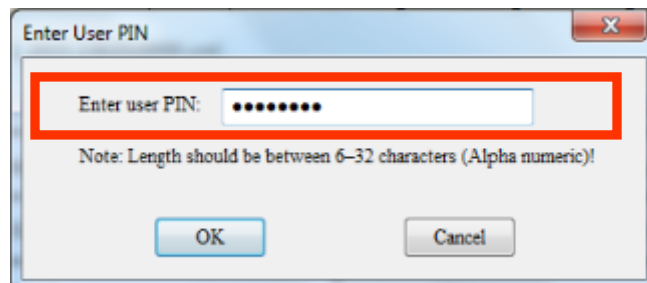 Enter User PIN
Enter user PIN: ●●●●●●●●
Note: Length should be between 6–32 characters (Alpha numeric)!
OK Cancel